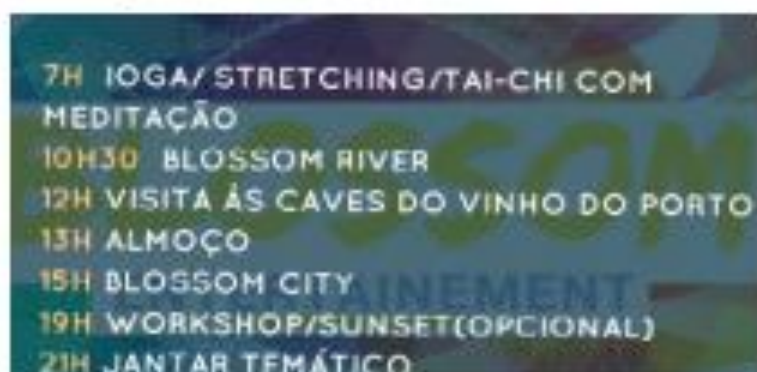 7H IOGA/ STRETCHING/TAI-CHI COM
MEDITAÇÃO
10H30 BLOSSOM RIVER
12H VISITA ÀS CAVES DO VINHO DO PORTO
13H ALMOÇO
15H BLOSSOM CITY
19H WORKSHOP/SUNSET(OPCIONAL)
21H JANTAR TEMÁTICO